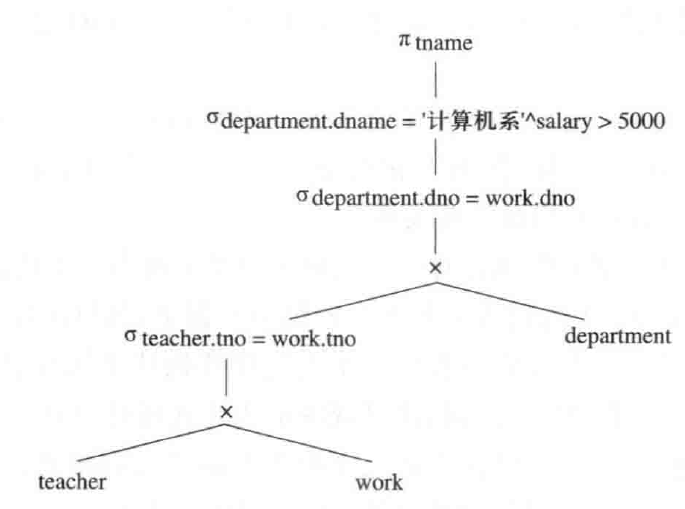 π tname
σ department.dname = '计算机系'^salary > 5000
σ department.dno = work.dno
×
σ teacher.tno = work.tno
department
×
teacher
work